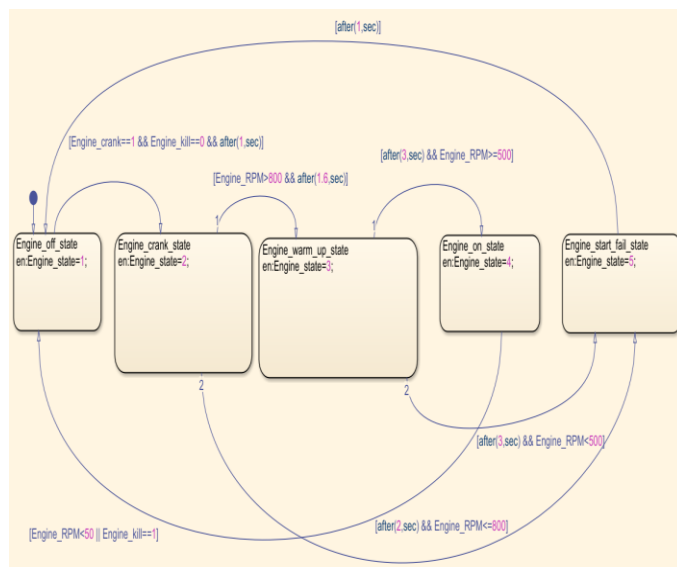 [after(1,sec)]
[Engine_crank==1 && Engine_kill==0 && after(1,sec)]
[after(3,sec) && Engine_RPM>=500]
[Engine_RPM>800 && after(1.6,sec)]
1
1
Engine_off_state
en:Engine_state=1;
Engine_crank_state
en:Engine_state=2;
Engine_warm_up_state
en:Engine_state=3;
Engine_on_state
en:Engine_state=4;
Engine_start_fail_state
en:Engine_state=5;
2
2
[after(3,sec) && Engine_RPM<500]
[after(2,sec) && Engine_RPM<=800]
[Engine_RPM<50 || Engine_kill==1]